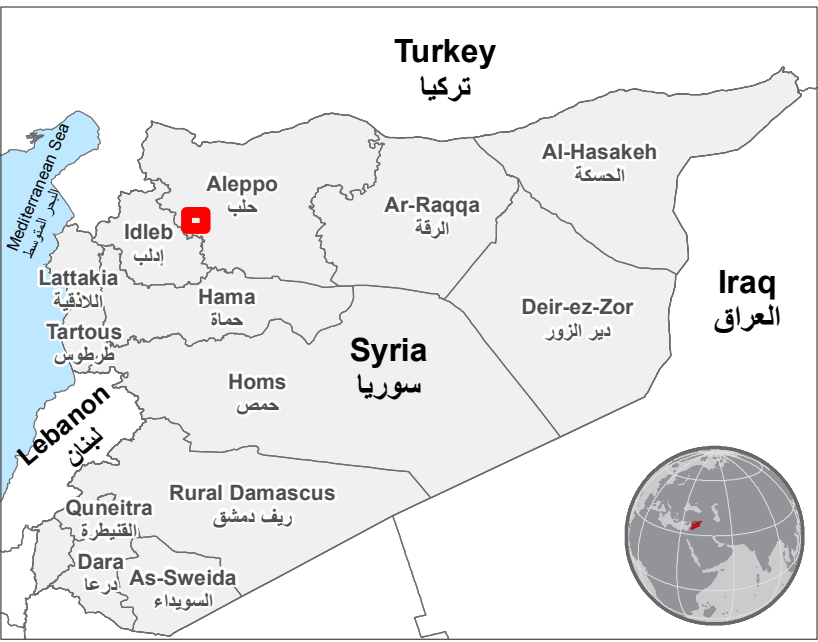 Turkey
تركيا
Mediterranean Sea
البحر المتوسط
Al-Hasakeh
الحسكة
Aleppo
حلب
Ar-Raqqa
الرقة
Idleb
إدلب
Iraq
العراق
Lattakia
اللاذقية
Hama
حماة
Deir-ez-Zor
دير الزور
Tartous
طرطوس
Syria
سوريا
Homs
حمص
Lebanon
لبنان
Rural Damascus
ريف دمشق
Quneitra
القنيطرة
Dara
درعا
As-Sweida
السويداء